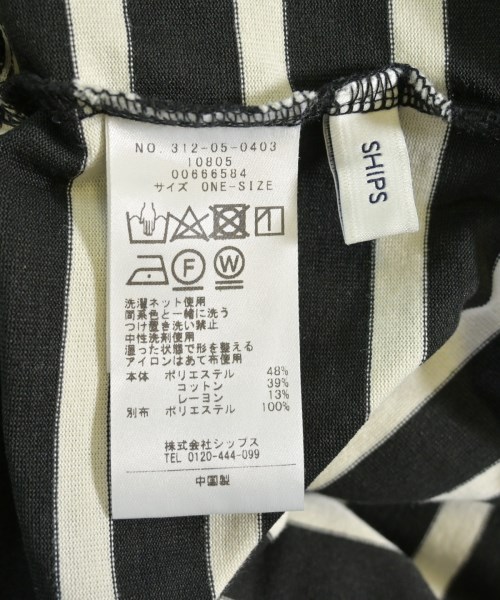 NO. 312-05-0403
10805
00666584
サイズ ONE-SIZE
F W
洗濯ネット使用
同系色と一緒に洗う
つけ置き洗い禁止
中性洗剤使用
湿った状態で形を整える
アイロンはあて布使用
本体 ポリエステル 48%
コットン 39%
レーヨン 13%
別布 ポリエステル 100%
株式会社シップス
TEL 0120-444-099
中国製
SHIPS